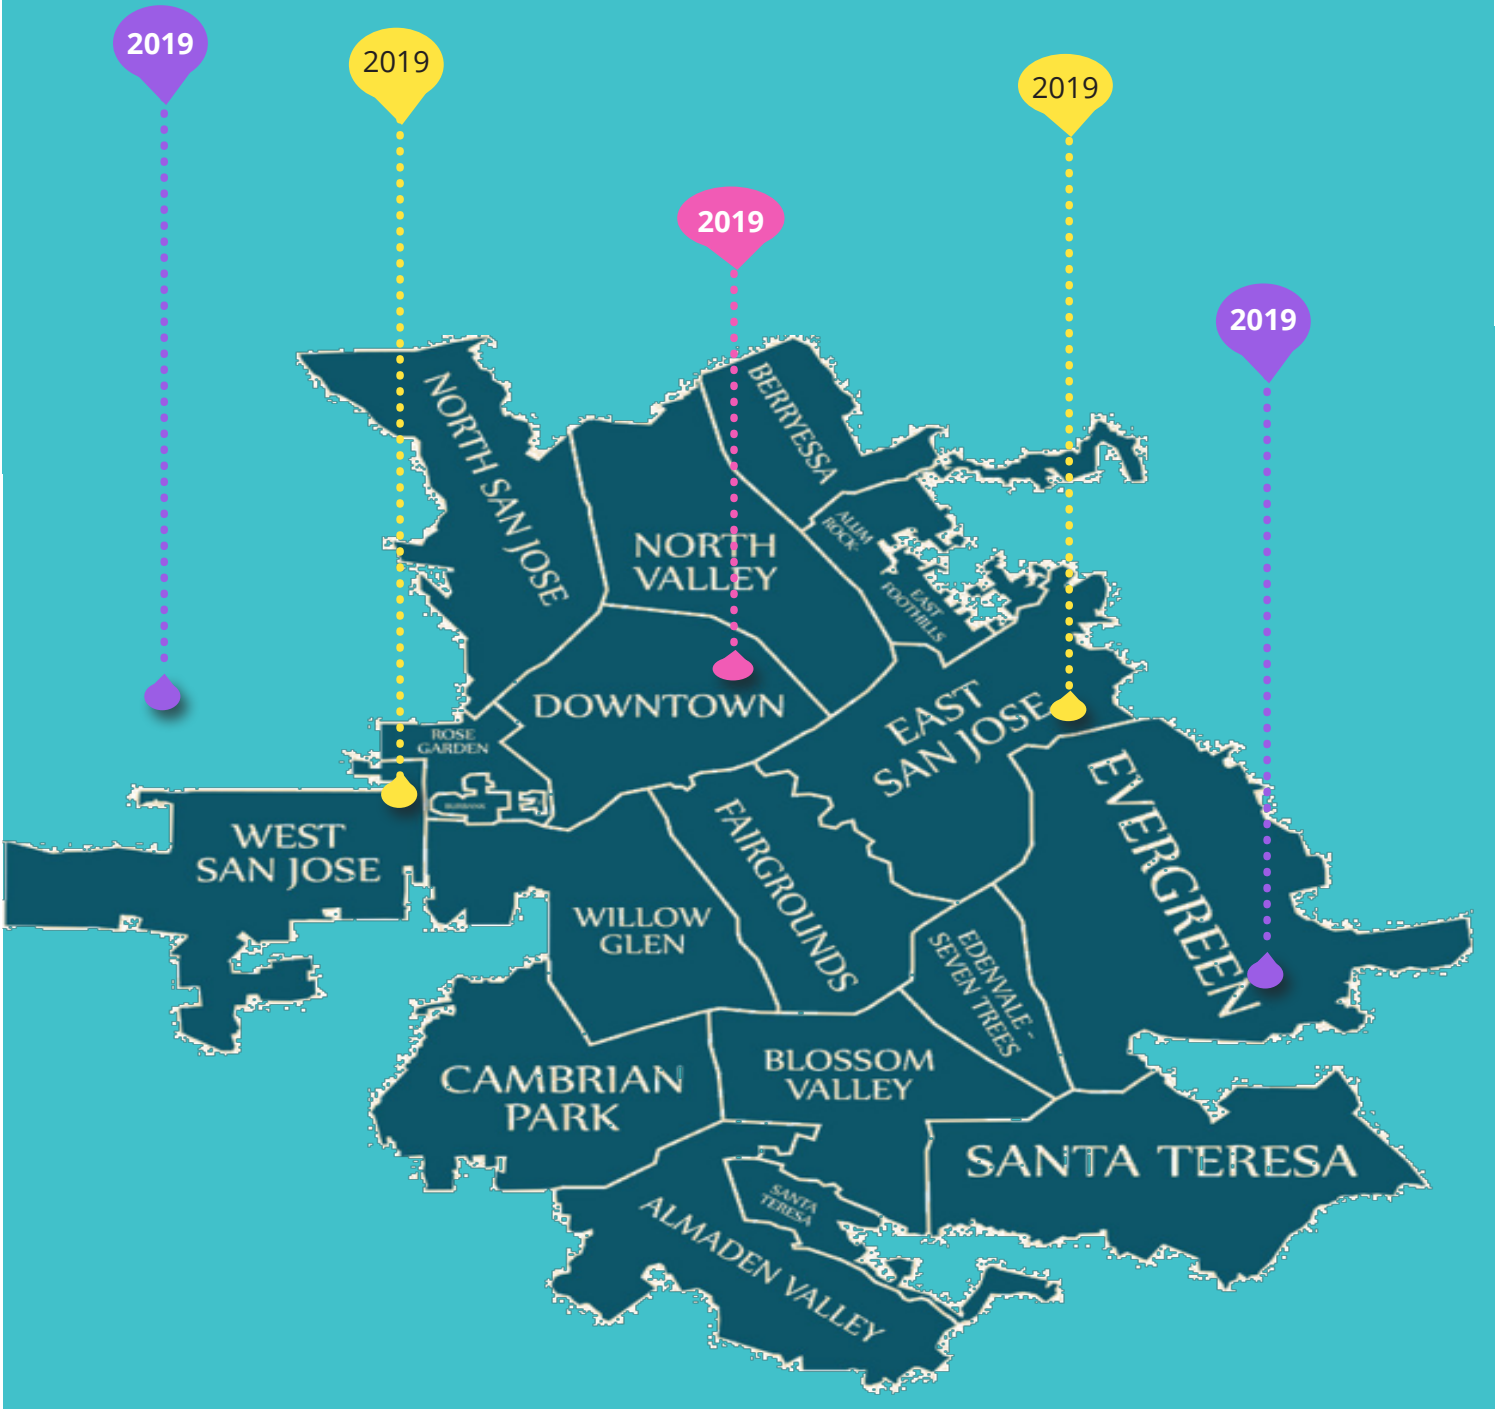 2019
2019
2019
2019
2019
NORTH SAN JOSE
BERRYESSA
NORTH
VALLEY
ALUM
ROCK-
EAST
FOOTHILLS
DOWNTOWN
EAST
SAN JOSE
ROSE
GARDEN
BURBANK
WEST
SAN JOSE
FAIRGROUNDS
EVERGREEN
WILLOW
GLEN
EDENVALE -
SEVEN TREES
CAMBRIAN
PARK
BLOSSOM
VALLEY
SANTA TERESA
SANTA
TERESA
ALMADEN VALLEY